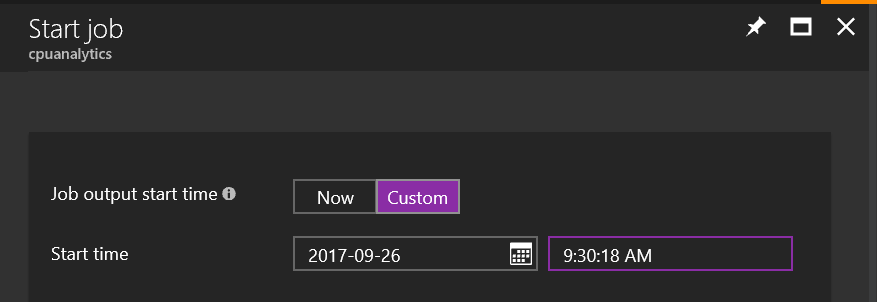 Start job
cpuanalytics
Job output start time Now Custom
Start time 2017-09-26 9:30:18 AM